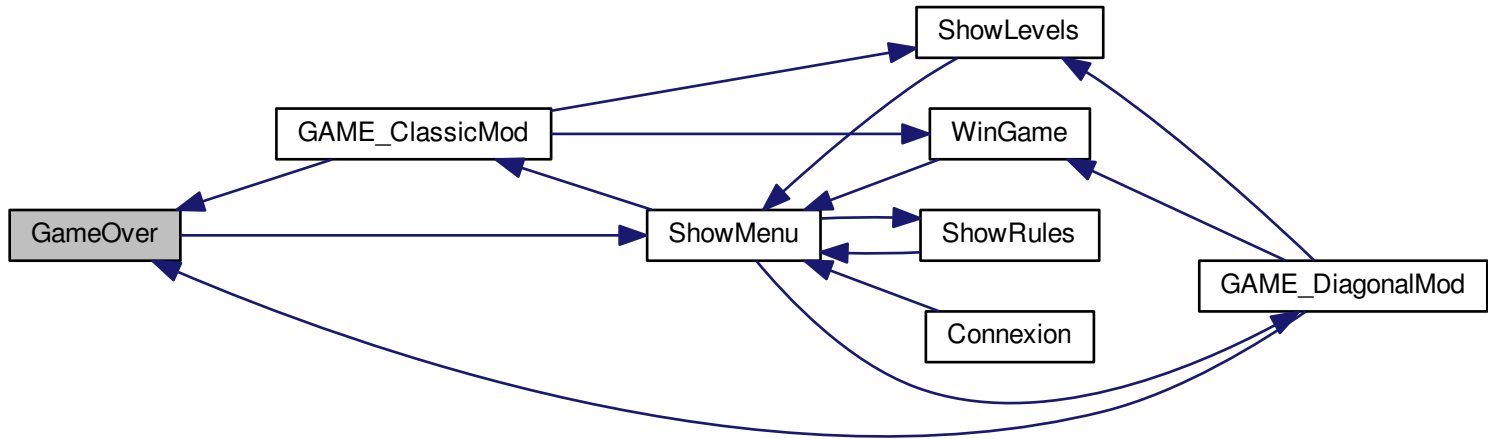 ShowLevels
GAME_ClassicMod
WinGame
GameOver
ShowMenu
ShowRules
GAME_DiagonalMod
Connexion